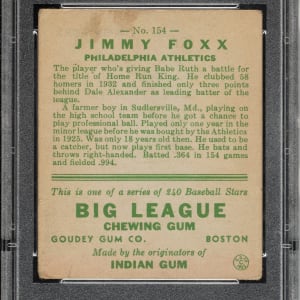 — No. 154 —
JIMMY FOXX
PHILADELPHIA ATHLETICS
The player who's giving Babe Ruth a battle for the title of Home Run King. He clubbed 58 homers in 1932 and finished only three points behind Dale Alexander as leading batter of the league.
A farmer boy in Sudlersville, Md., playing on the high school team before he got a chance to play professional ball. Played only one year in the minor league before he was bought by the Athletics in 1925. Was only 18 years old. He used to be a catcher, but now plays first base. He bats and throws right-handed. Batted .364 in 154 games and fielded .994.
This is one of a series of 240 Baseball Stars
BIG LEAGUE
CHEWING GUM
GOUDEY GUM CO. BOSTON
Made by the originators of
INDIAN GUM